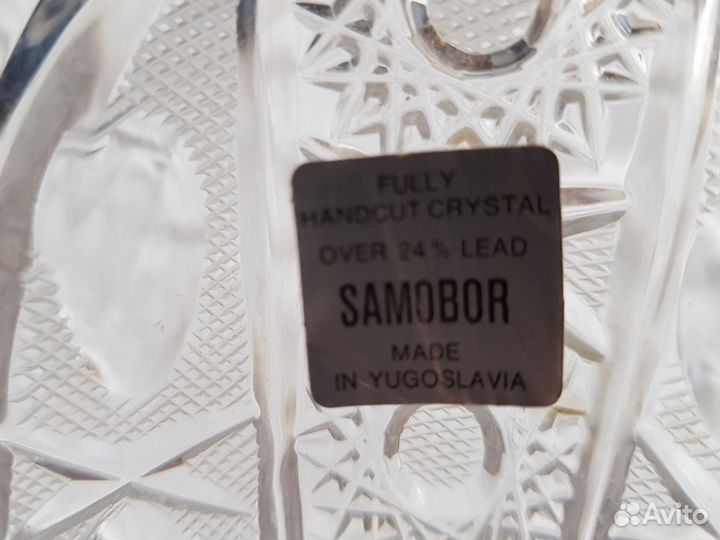 FULLY
HANDCUT CRYSTAL
OVER 24% LEAD
SAMOBOR
MADE
IN YUGOSLAVIA
Avito